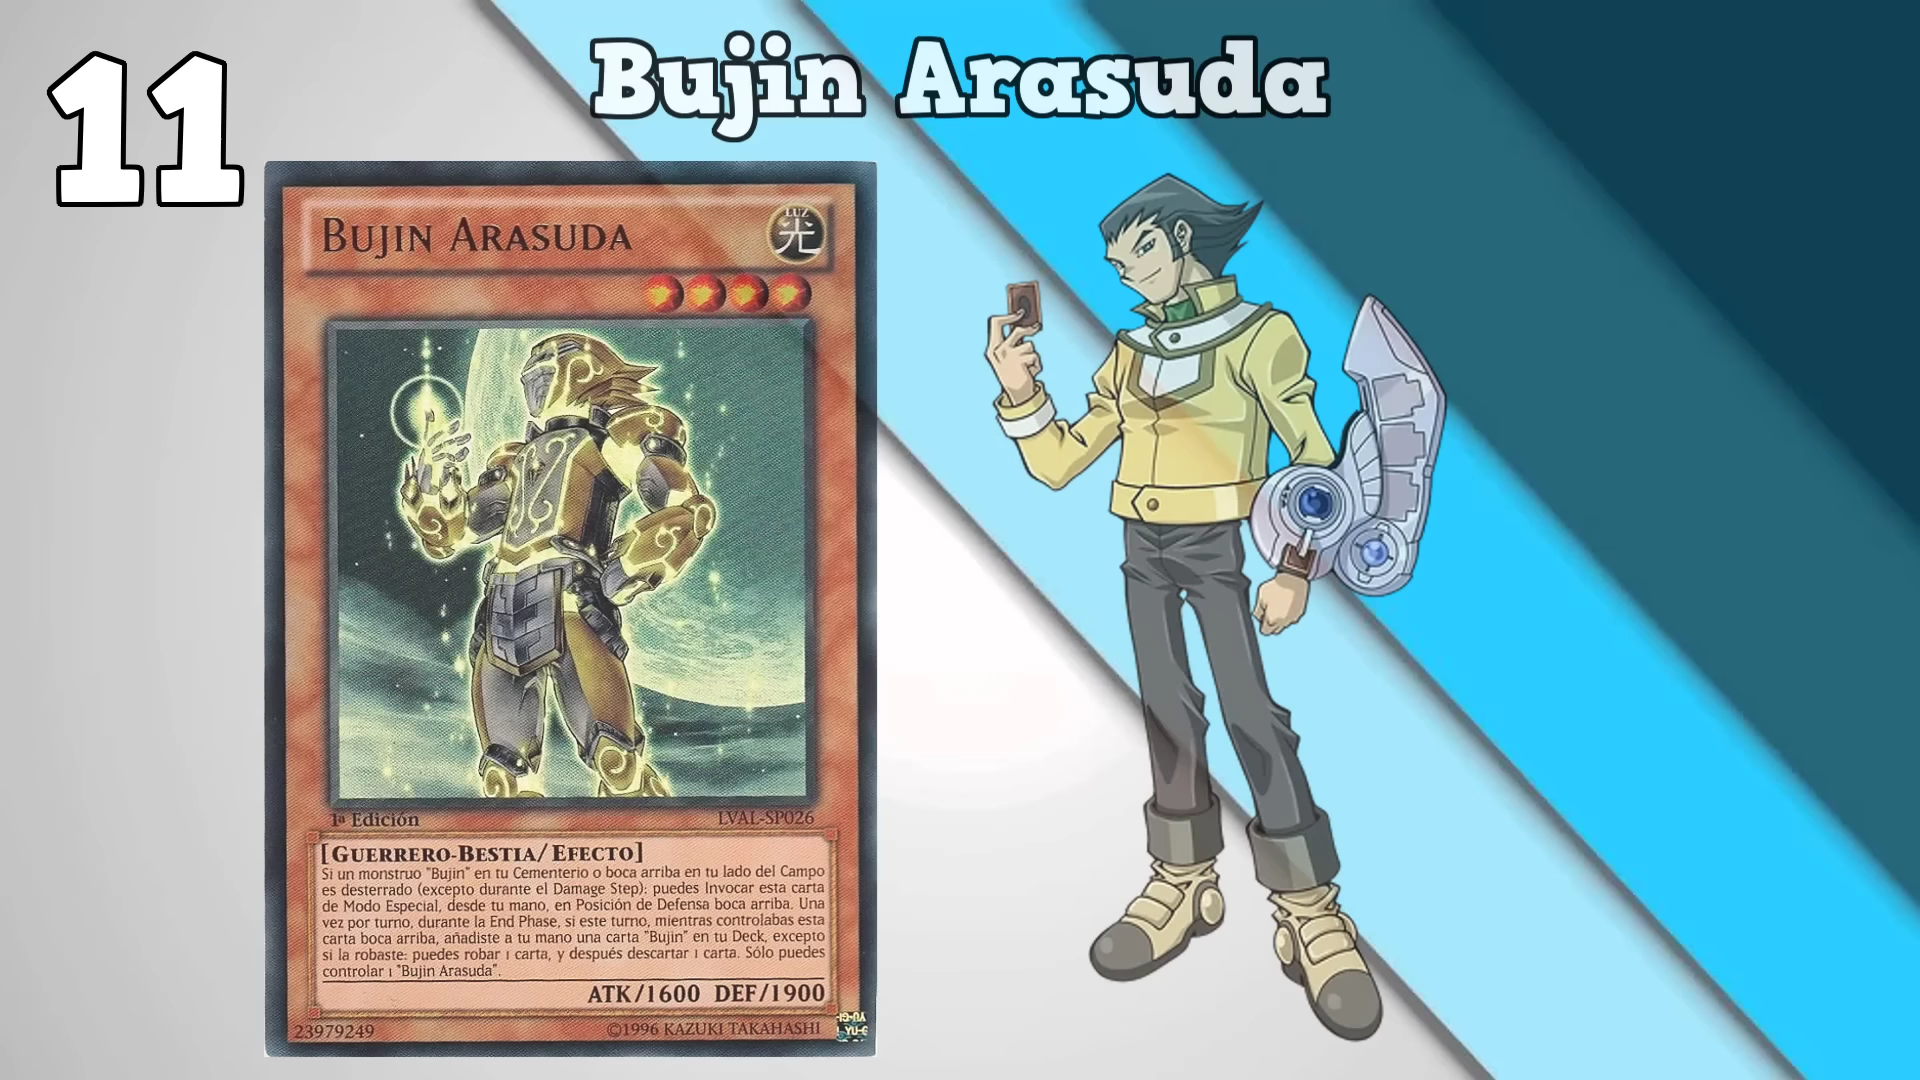 11
Bujin Arasuda
BUJIN ARASUDA
LUZ
光
1ª Edición
LVAL-SP026
[GUERRERO-BESTIA/EFECTO]
Si un monstruo "Bujin" en tu Cementerio o boca arriba en tu lado del Campo
es desterrado (excepto durante el Damage Step): puedes Invocar esta carta
de Modo Especial, desde tu mano, en Posición de Defensa boca arriba. Una
vez por turno, durante la End Phase, si este turno, mientras controlabas esta
carta boca arriba, añadiste a tu mano una carta "Bujin" en tu Deck, excepto
si la robaste: puedes robar 1 carta, y después descartar 1 carta. Sólo puedes
controlar 1 "Bujin Arasuda".
ATK/1600 DEF/1900
23979249
©1996 KAZUKI TAKAHASHI